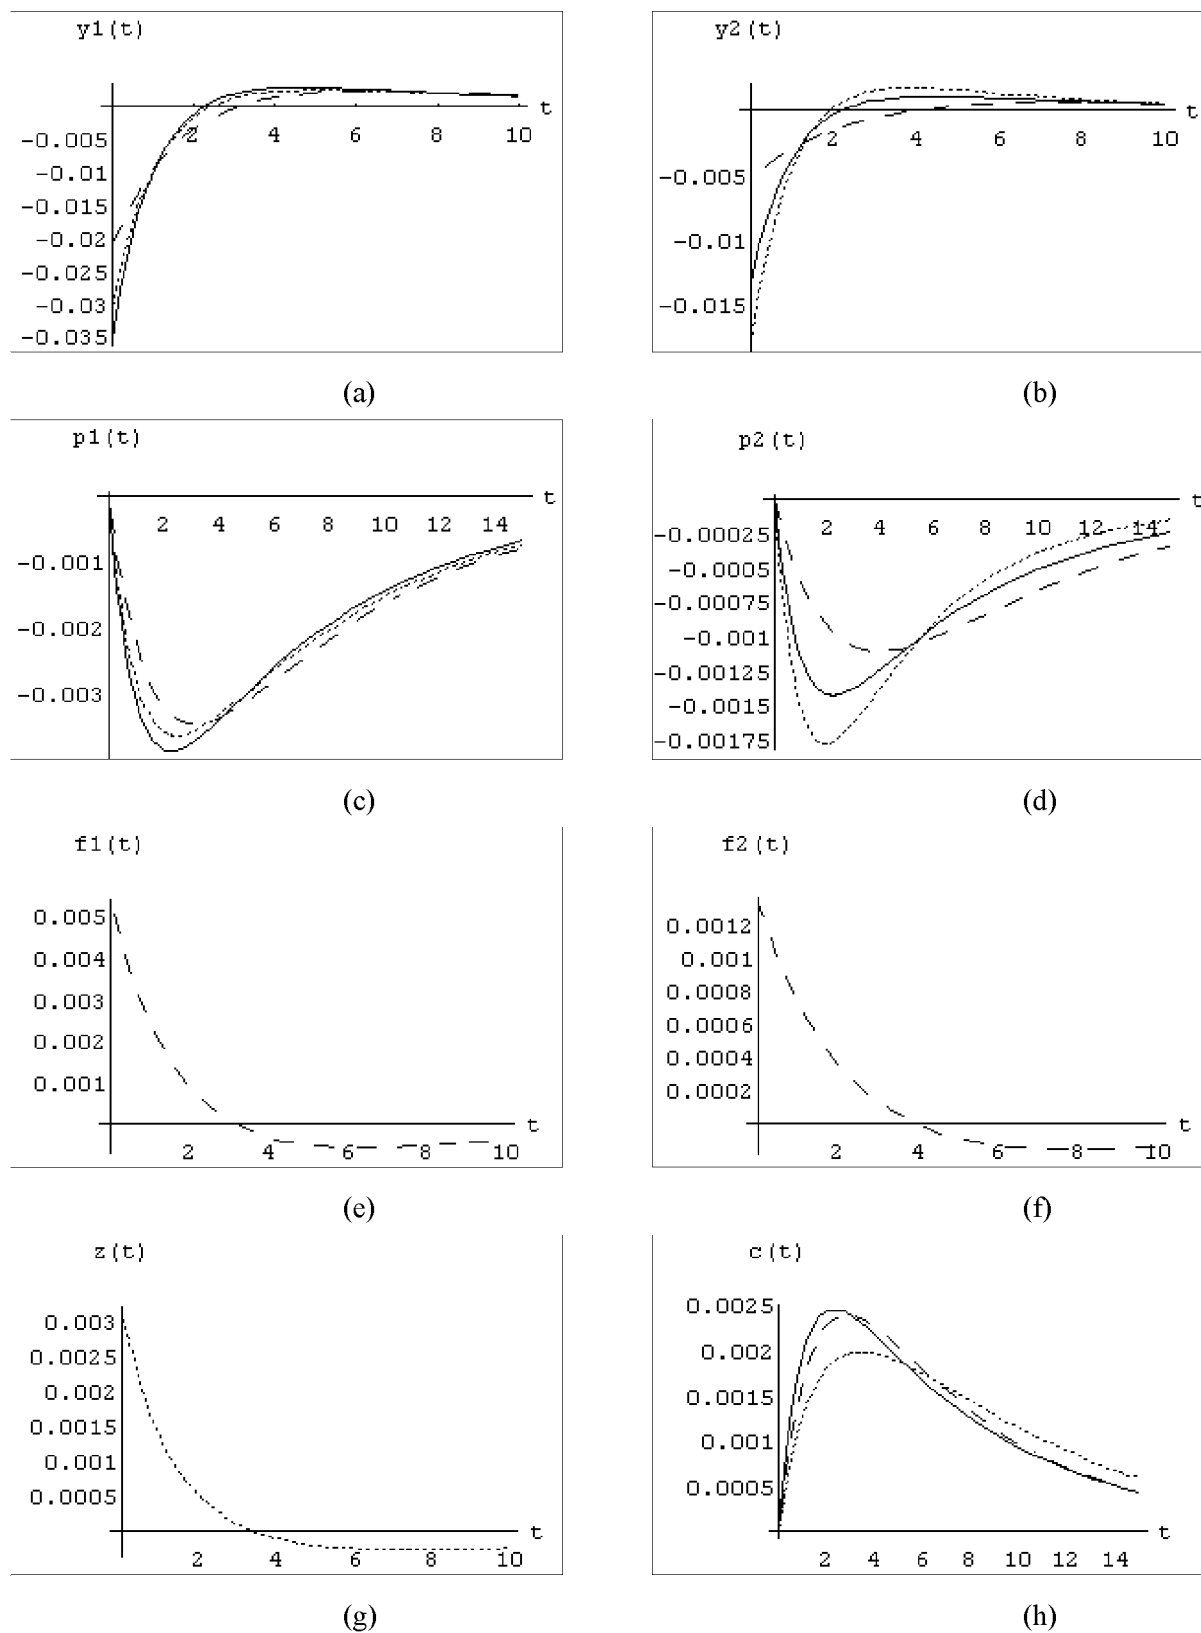 y1(t)
t
2 4 6 8 10
-0.005
-0.01
-0.015
-0.02
-0.025
-0.03
-0.035
(a)
y2(t)
t
2 4 6 8 10
-0.005
-0.01
-0.015
(b)
p1(t)
t
2 4 6 8 10 12 14
-0.001
-0.002
-0.003
(c)
p2(t)
t
2 4 6 8 10 12 14
-0.00025
-0.0005
-0.00075
-0.001
-0.00125
-0.0015
-0.00175
(d)
f1(t)
0.005
0.004
0.003
0.002
0.001
t
2 4 6 8 10
(e)
f2(t)
0.0012
0.001
0.0008
0.0006
0.0004
0.0002
t
2 4 6 8 10
(f)
z(t)
0.003
0.0025
0.002
0.0015
0.001
0.0005
t
2 4 6 8 10
(g)
c(t)
0.0025
0.002
0.0015
0.001
0.0005
t
2 4 6 8 10 12 14
(h)